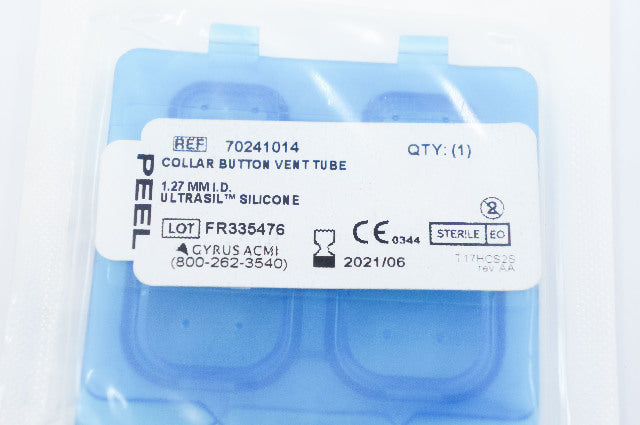 REF 70241014 QTY: (1)
COLLAR BUTTON VENT TUBE
1.27 MM I.D.
ULTRASIL™ SILICONE
LOT FR335476
GYRUS ACMI
(800-262-3540)
2021/06
CE 0344
STERILE EO
2
T17HCS2S
rev AA
PEEL